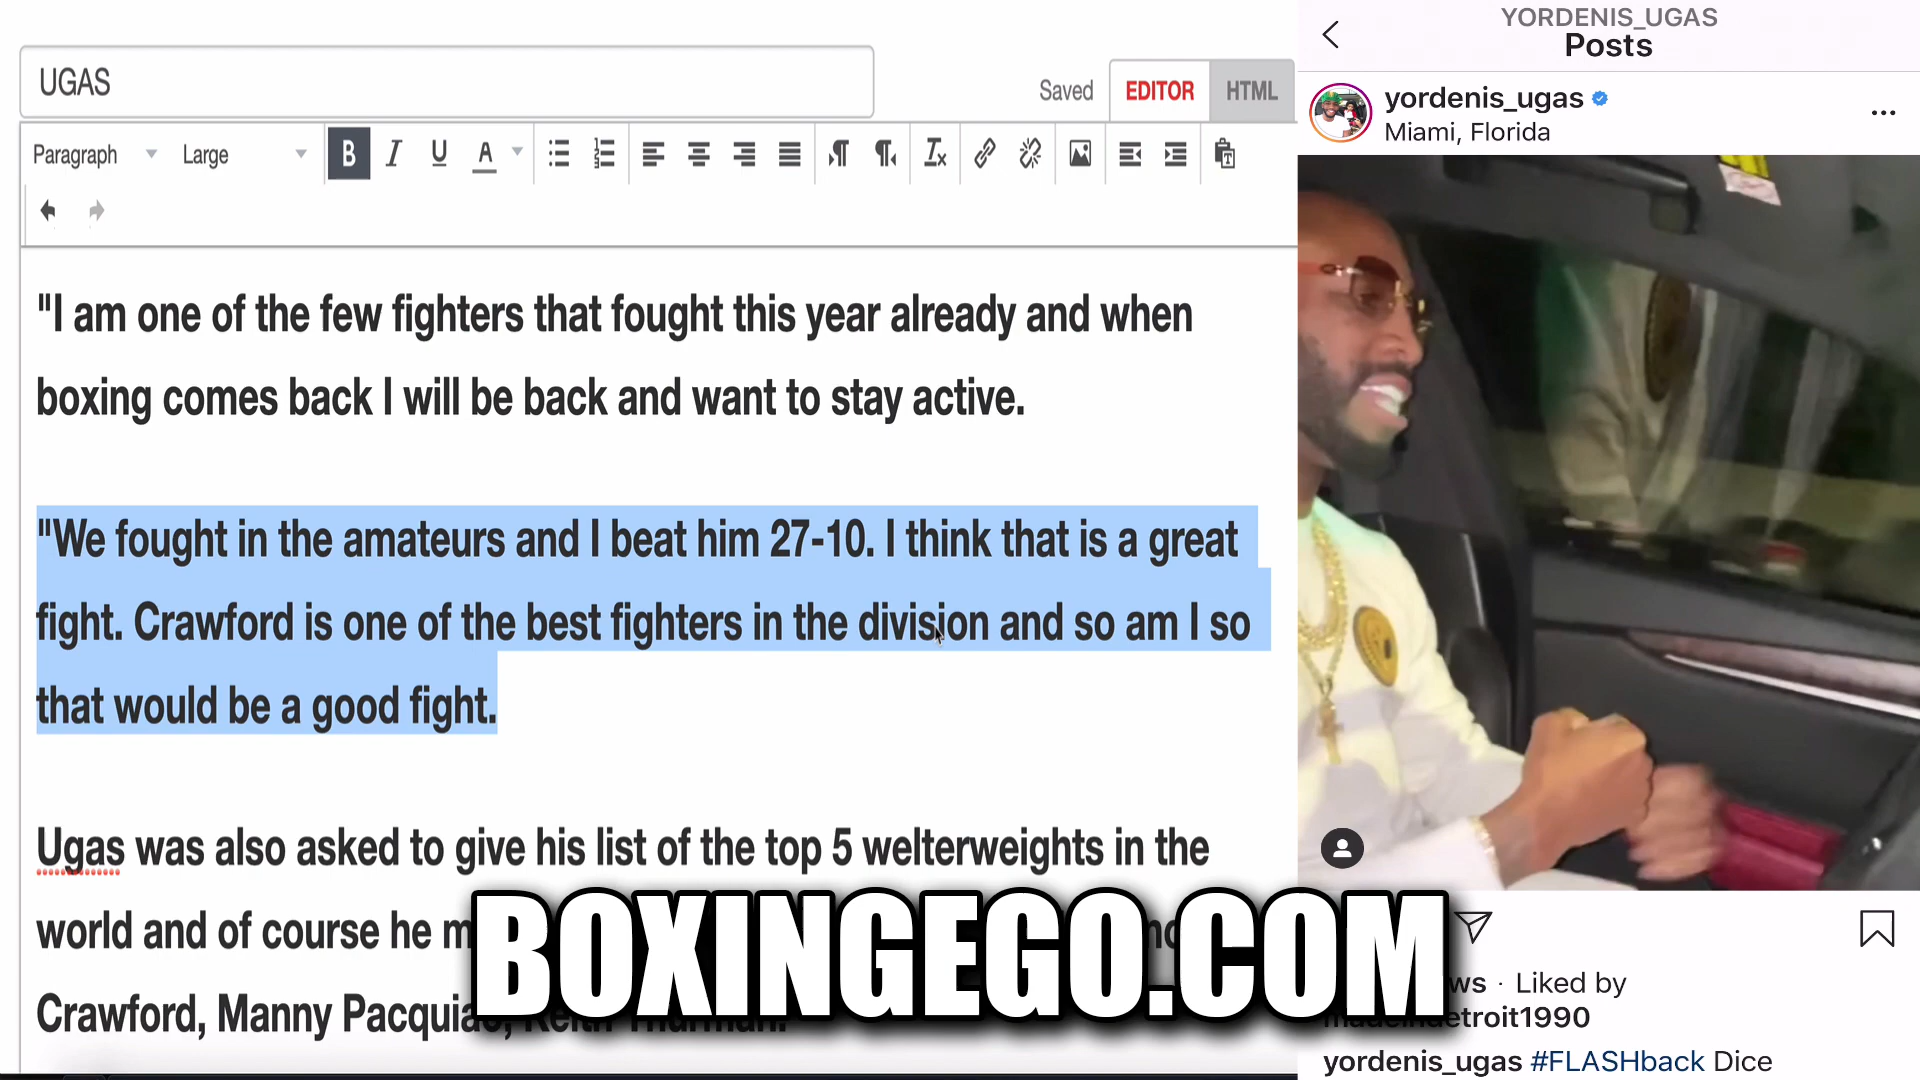 UGAS
Saved
EDITOR
HTML
Paragraph
Large
B I U A
"I am one of the few fighters that fought this year already and when
boxing comes back I will be back and want to stay active.
"We fought in the amateurs and I beat him 27-10. I think that is a great
fight. Crawford is one of the best fighters in the division and so am I so
that would be a good fight.
Ugas was also asked to give his list of the top 5 welterweights in the
world and of course he
Crawford, Manny Pacquiao, Keith Thurman.
BOXINGEGO.COM
YORDENIS_UGAS
Posts
yordenis_ugas
Miami, Florida
· Liked by
madeindetroit1990
yordenis_ugas #FLASHback Dice